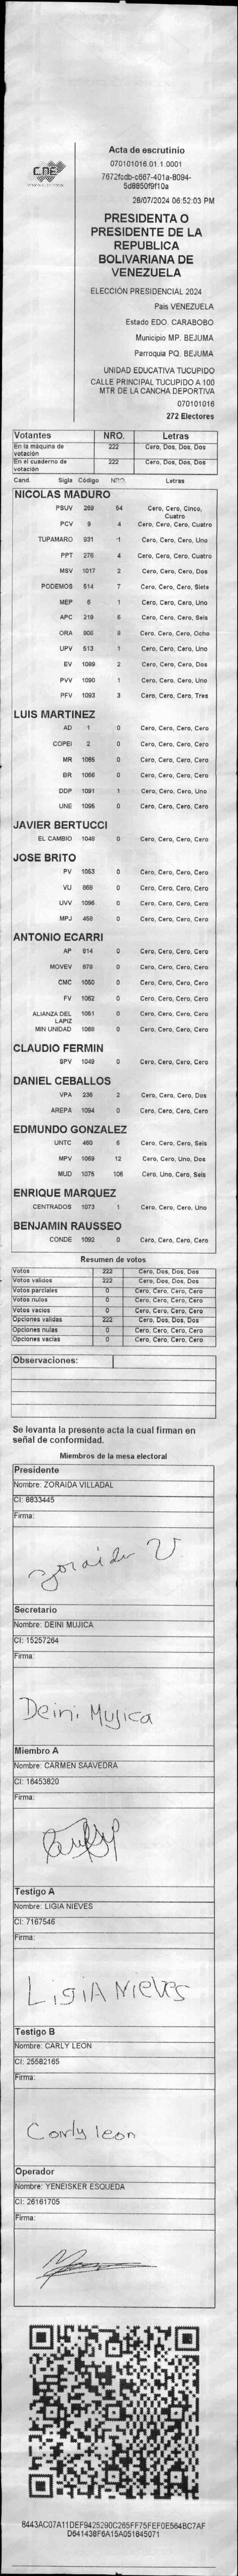 CNE
Acta de escrutinio
070101016.01.1.0001
7672fcdb-c667-401a-8094-
5d8850f9f10a
28/07/2024 06:52:03 PM
PRESIDENTA O
PRESIDENTE DE LA
REPUBLICA
BOLIVARIANA DE
VENEZUELA
ELECCIÓN PRESIDENCIAL 2024
Pais VENEZUELA
Estado EDO. CARABOBO
Municipio MP. BEJUMA
Parroquia PQ. BEJUMA
UNIDAD EDUCATIVA TUCUPIDO
CALLE PRINCIPAL TUCUPIDO A 100
MTR DE LA CANCHA DEPORTIVA
070101016
272 Electores
Votantes NRO. Letras
En la máquina de votación 222 Cero, Dos, Dos, Dos
En el cuaderno de votación 222 Cero, Dos, Dos, Dos
Cand. Sigla Código NRO. Letras
NICOLAS MADURO
PSUV 269 54 Cero, Cero, Cinco,
Cuatro
PCV 9 4 Cero, Cero, Cero, Cuatro
TUPAMARO 931 1 Cero, Cero, Cero, Uno
PPT 276 4 Cero, Cero, Cero, Cuatro
MSV 1017 2 Cero, Cero, Cero, Dos
PODEMOS 514 7 Cero, Cero, Cero, Siete
MEP 6 1 Cero, Cero, Cero, Uno
APC 219 6 Cero, Cero, Cero, Seis
ORA 906 8 Cero, Cero, Cero, Ocho
UPV 513 1 Cero, Cero, Cero, Uno
EV 1099 2 Cero, Cero, Cero, Dos
PVV 1090 1 Cero, Cero, Cero, Uno
PFV 1093 3 Cero, Cero, Cero, Tres
LUIS MARTINEZ
AD 1 0 Cero, Cero, Cero, Cero
COPEI 2 0 Cero, Cero, Cero, Cero
MR 1065 0 Cero, Cero, Cero, Cero
BR 1066 0 Cero, Cero, Cero, Cero
DDP 1091 1 Cero, Cero, Cero, Uno
UNE 1095 0 Cero, Cero, Cero, Cero
JAVIER BERTUCCI
EL CAMBIO 1048 0 Cero, Cero, Cero, Cero
JOSE BRITO
PV 1053 0 Cero, Cero, Cero, Cero
VU 868 0 Cero, Cero, Cero, Cero
UVV 1096 0 Cero, Cero, Cero, Cero
MPJ 458 0 Cero, Cero, Cero, Cero
ANTONIO ECARRI
AP 814 0 Cero, Cero, Cero, Cero
MOVEV 978 0 Cero, Cero, Cero, Cero
CMC 1050 0 Cero, Cero, Cero, Cero
FV 1062 0 Cero, Cero, Cero, Cero
ALIANZA DEL LAPIZ 1051 0 Cero, Cero, Cero, Cero
MIN UNIDAD 1068 0 Cero, Cero, Cero, Cero
CLAUDIO FERMIN
SPV 1049 0 Cero, Cero, Cero, Cero
DANIEL CEBALLOS
VPA 236 2 Cero, Cero, Cero, Dos
AREPA 1094 0 Cero, Cero, Cero, Cero
EDMUNDO GONZALEZ
UNTC 460 6 Cero, Cero, Cero, Seis
MPV 1069 12 Cero, Cero, Uno, Dos
MUD 1075 106 Cero, Uno, Cero, Seis
ENRIQUE MARQUEZ
CENTRADOS 1073 1 Cero, Cero, Cero, Uno
BENJAMIN RAUSSEO
CONDE 1092 0 Cero, Cero, Cero, Cero
Resumen de votos
Votos 222 Cero, Dos, Dos, Dos
Votos validos 222 Cero, Dos, Dos, Dos
Votos parciales 0 Cero, Cero, Cero, Cero
Votos nulos 0 Cero, Cero, Cero, Cero
Votos vacios 0 Cero, Cero, Cero, Cero
Opciones validas 222 Cero, Dos, Dos, Dos
Opciones nulas 0 Cero, Cero, Cero, Cero
Opciones vacias 0 Cero, Cero, Cero, Cero
Observaciones:
Se levanta la presente acta la cual firman en
señal de conformidad.
Miembros de la mesa electoral
Presidente
Nombre: ZORAIDA VILLADAL
CI: 8833445
Firma:
Zoraida V
Secretario
Nombre: DEINI MUJICA
CI: 15257264
Firma:
Deini Mujica
Miembro A
Nombre: CARMEN SAAVEDRA
CI: 16453820
Firma:
Testigo A
Nombre: LIGIA NIEVES
CI: 7167546
Firma:
LigiA Nieves
Testigo B
Nombre: CARLY LEON
CI: 25582165
Firma:
Carly leon
Operador
Nombre: YENEISKER ESQUEDA
CI: 26161705
Firma:
8443AC07A11DEF9425290C265FF75FEF0E564BC7AF
D641438F6A15A051845071